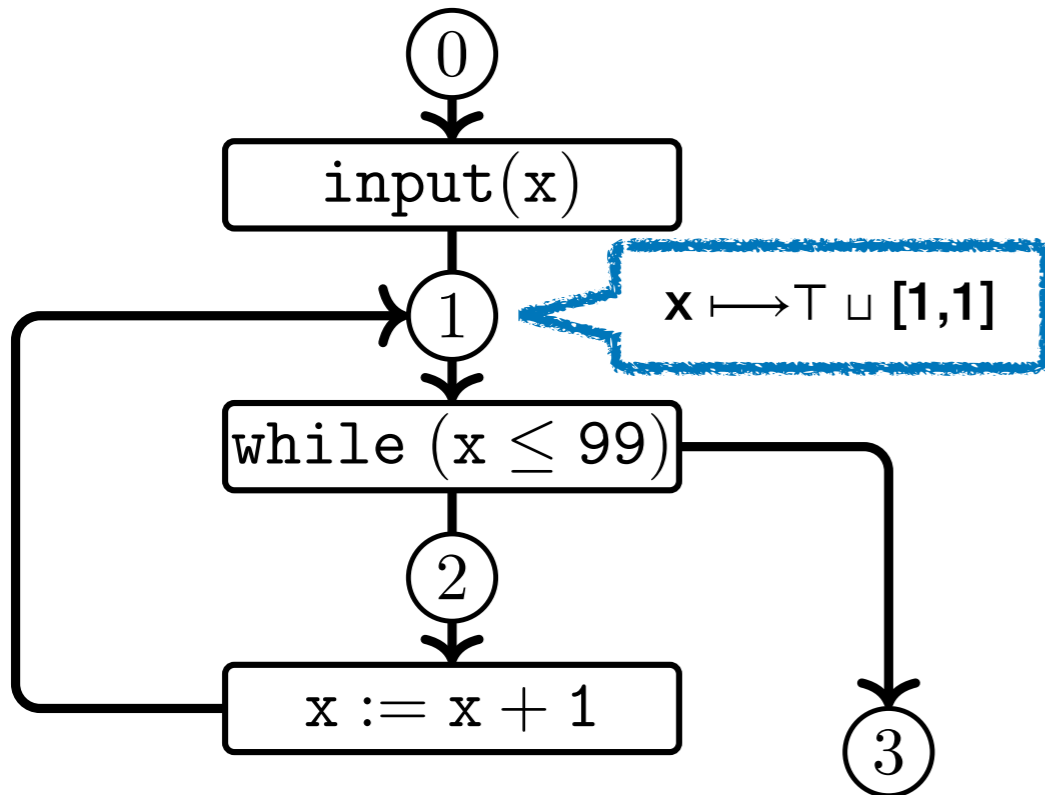 0
input(x)
1
x ⟼ ⊤ ⊔ [1,1]
while (x ≤ 99)
2
x := x + 1
3